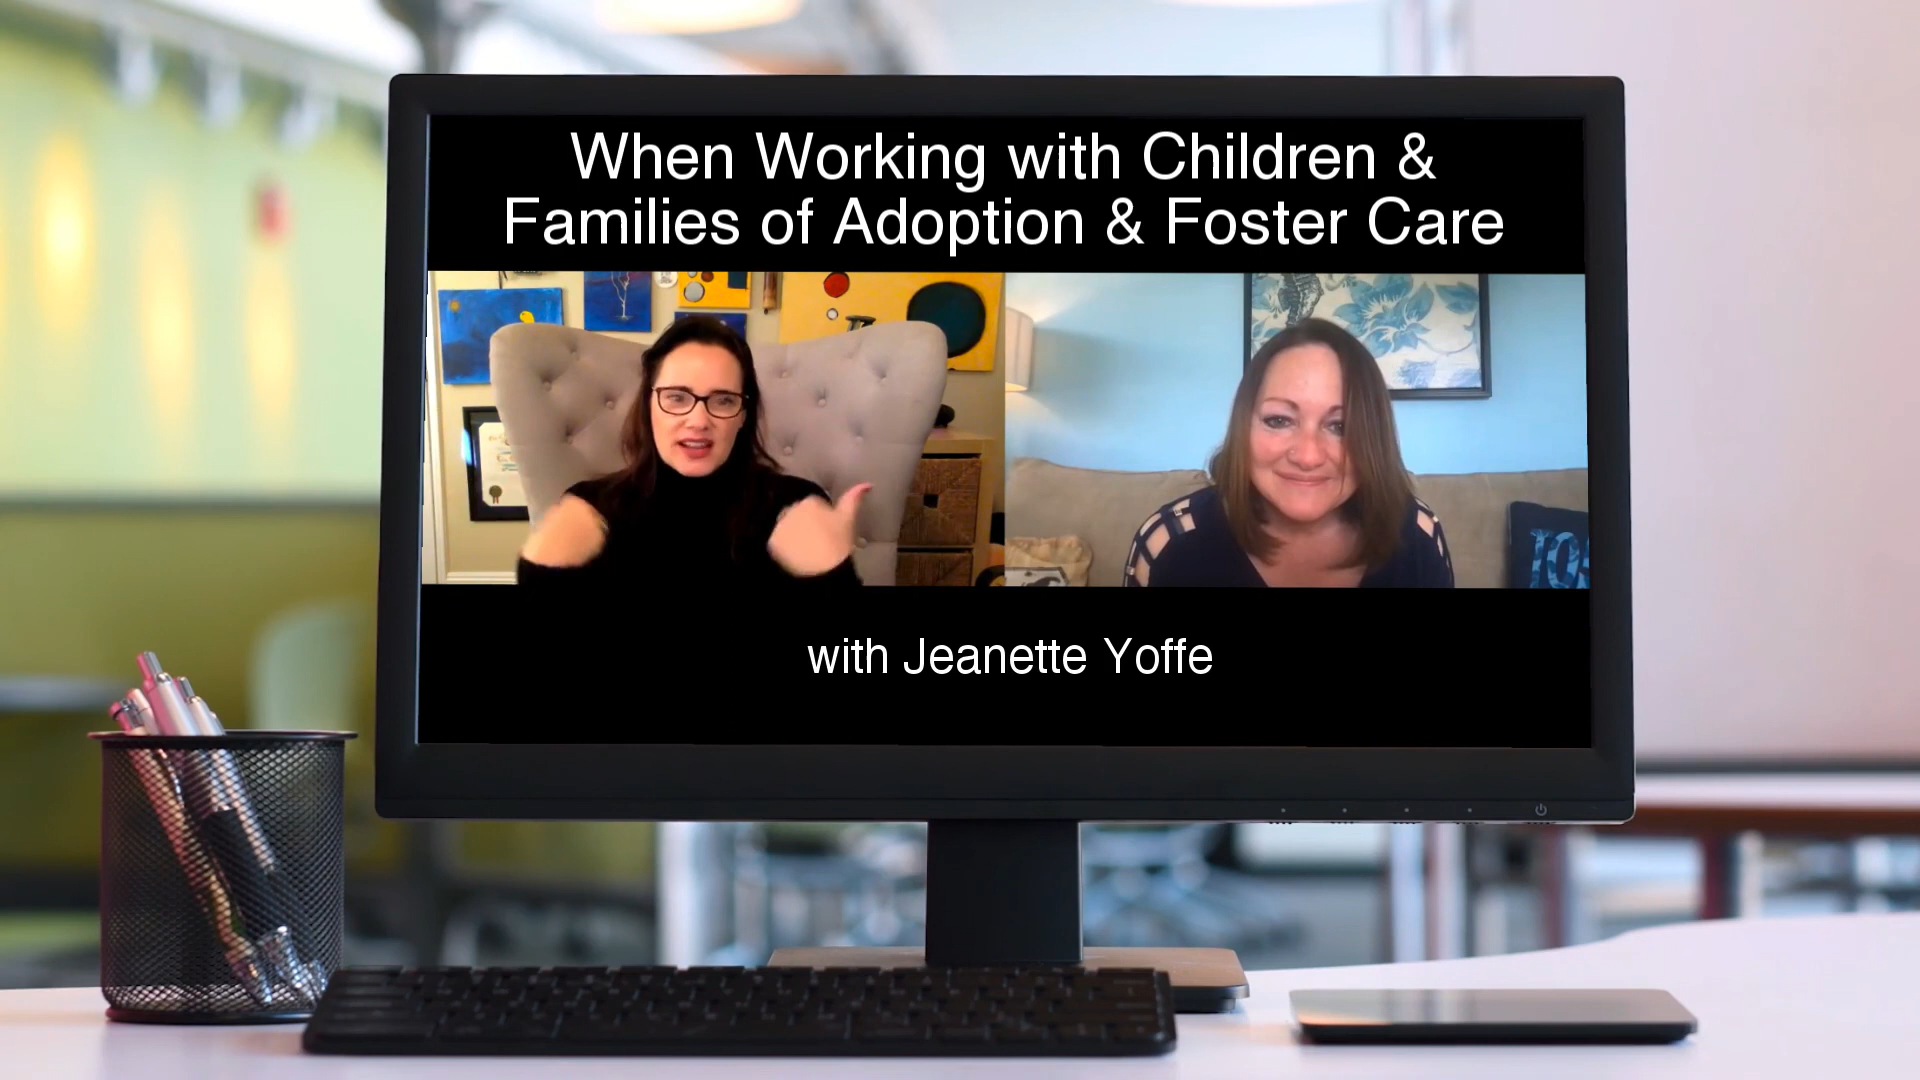 When Working with Children &
Families of Adoption & Foster Care
with Jeanette Yoffe